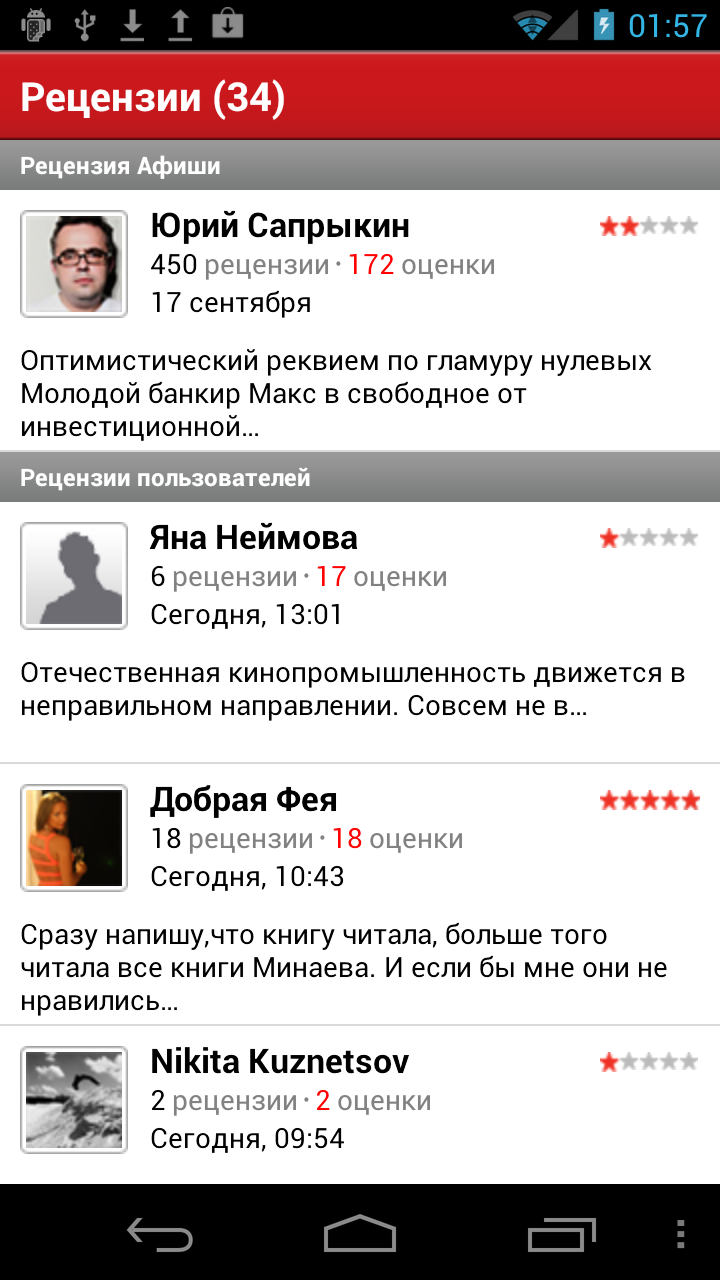 01:57
Рецензии (34)
Рецензия Афиши
Юрий Сапрыкин
450 рецензии · 172 оценки
17 сентября
Оптимистический реквием по гламуру нулевых
Молодой банкир Макс в свободное от
инвестиционной…
Рецензии пользователей
Яна Неймова
6 рецензии · 17 оценки
Сегодня, 13:01
Отечественная кинопромышленность движется в
неправильном направлении. Совсем не в…
Добрая Фея
18 рецензии · 18 оценки
Сегодня, 10:43
Сразу напишу,что книгу читала, больше того
читала все книги Минаева. И если бы мне они не
нравились…
Nikita Kuznetsov
2 рецензии · 2 оценки
Сегодня, 09:54